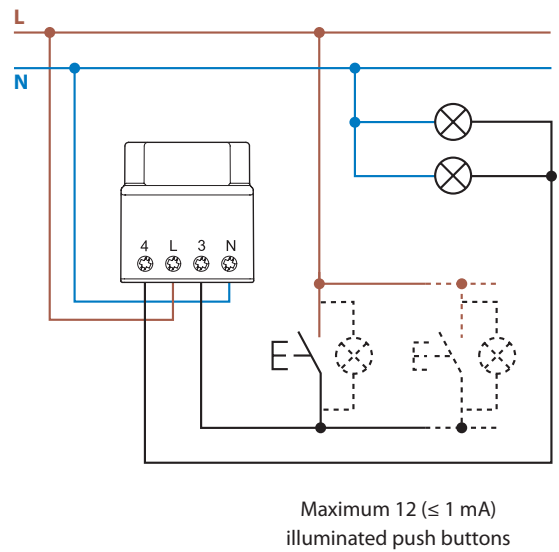 L
N
4 L 3 N
Maximum 12 (≤ 1 mA)
illuminated push buttons